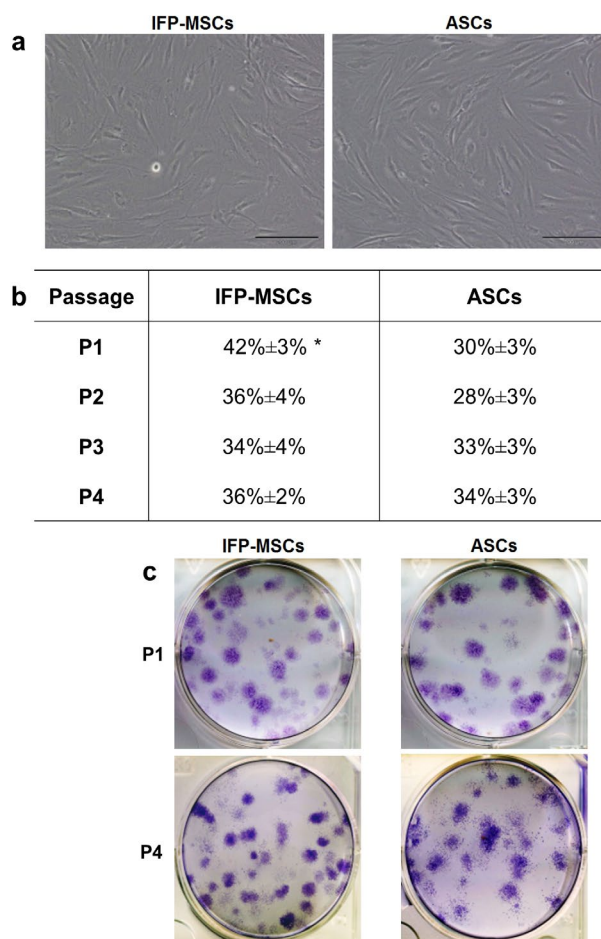 IFP-MSCs ASCs
a
b Passage IFP-MSCs ASCs
P1 42%±3% * 30%±3%
P2 36%±4% 28%±3%
P3 34%±4% 33%±3%
P4 36%±2% 34%±3%
IFP-MSCs ASCs
c
P1
P4